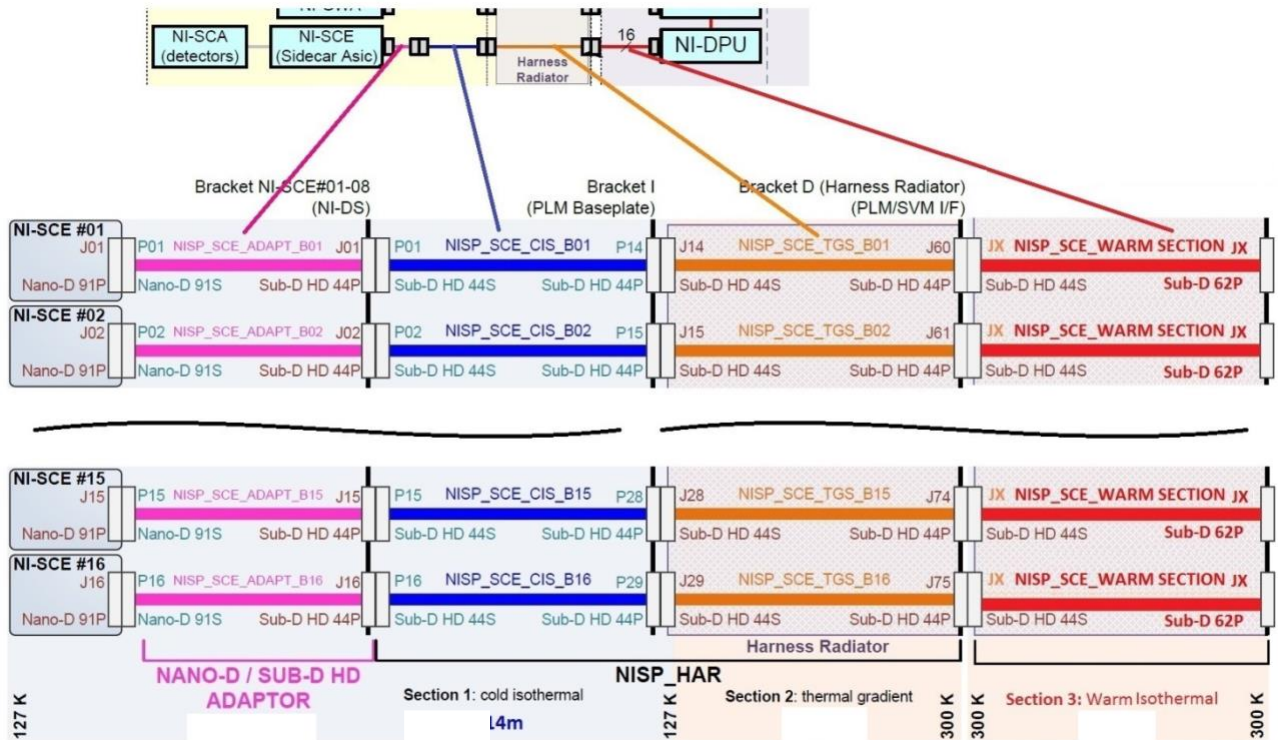 NI-SCA
(detectors)
NI-SCE
(Sidecar Asic)
Harness
Radiator
16
NI-DPU
Bracket NI-SCE#01-08
(NI-DS)
Bracket I
(PLM Baseplate)
Bracket D (Harness Radiator)
(PLM/SVM I/F)
NI-SCE #01
J01 P01 NISP_SCE_ADAPT_B01 J01 P01 NISP_SCE_CIS_B01 P14 J14 NISP_SCE_TGS_B01 J60 JX NISP_SCE_WARM SECTION JX
Nano-D 91P Nano-D 91S Sub-D HD 44P Sub-D HD 44S Sub-D HD 44P Sub-D HD 44S Sub-D HD 44P Sub-D HD 44S Sub-D 62P
NI-SCE #02
J02 P02 NISP_SCE_ADAPT_B02 J02 P02 NISP_SCE_CIS_B02 P15 J15 NISP_SCE_TGS_B02 J61 JX NISP_SCE_WARM SECTION JX
Nano-D 91P Nano-D 91S Sub-D HD 44P Sub-D HD 44S Sub-D HD 44P Sub-D HD 44S Sub-D HD 44P Sub-D HD 44S Sub-D 62P
NI-SCE #15
J15 P15 NISP_SCE_ADAPT_B15 J15 P15 NISP_SCE_CIS_B15 P28 J28 NISP_SCE_TGS_B15 J74 JX NISP_SCE_WARM SECTION JX
Nano-D 91P Nano-D 91S Sub-D HD 44P Sub-D HD 44S Sub-D HD 44P Sub-D HD 44S Sub-D HD 44P Sub-D HD 44S Sub-D 62P
NI-SCE #16
J16 P16 NISP_SCE_ADAPT_B16 J16 P16 NISP_SCE_CIS_B16 P29 J29 NISP_SCE_TGS_B16 J75 JX NISP_SCE_WARM SECTION JX
Nano-D 91P Nano-D 91S Sub-D HD 44P Sub-D HD 44S Sub-D HD 44P Sub-D HD 44S Sub-D HD 44P Sub-D HD 44S Sub-D 62P
Harness Radiator
NANO-D / SUB-D HD
ADAPTOR
NISP_HAR
Section 1: cold isothermal
Section 2: thermal gradient
Section 3: Warm Isothermal
14m
127 K
127 K
300 K
300 K
300 K